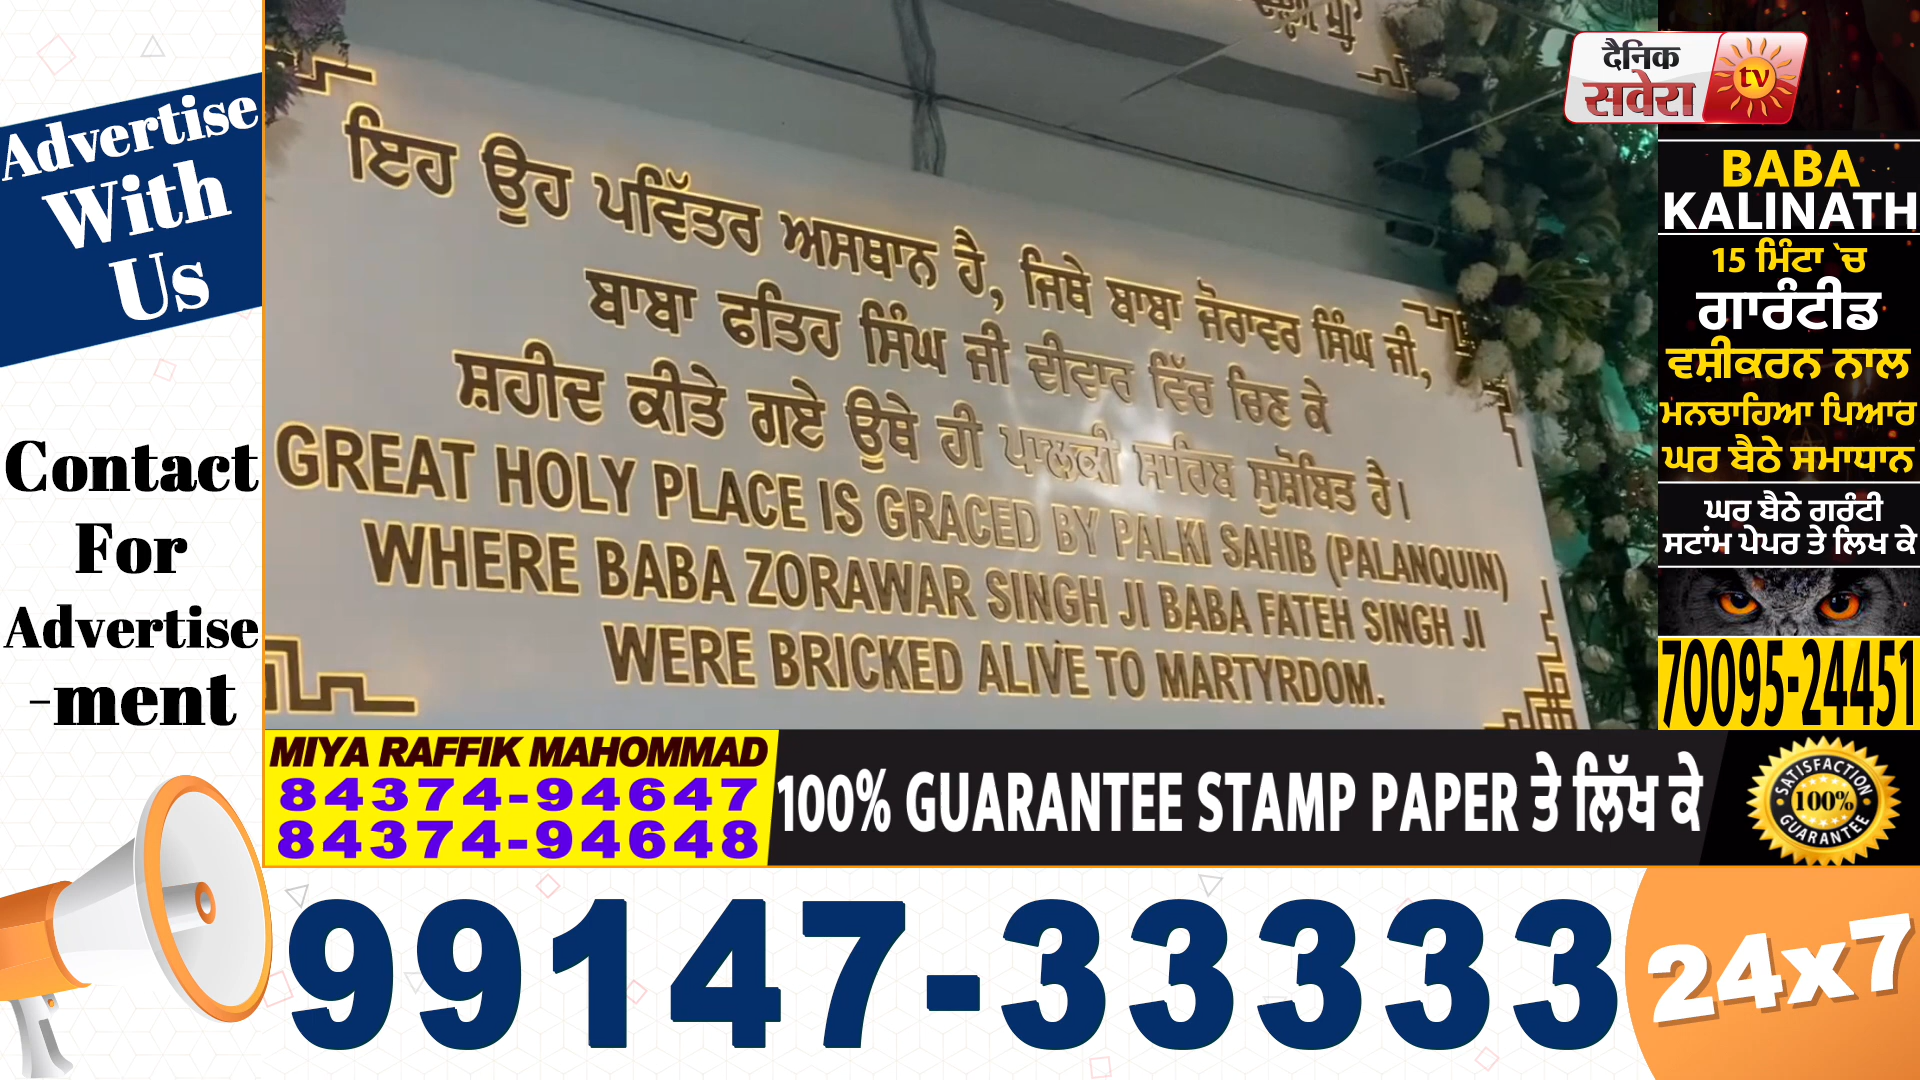 Advertise
With
Us
Contact
For
Advertise
-ment
ਇਹ ਉਹ ਪਵਿੱਤਰ ਅਸਥਾਨ ਹੈ, ਜਿਥੇ ਬਾਬਾ ਜੋਰਾਵਰ ਸਿੰਘ ਜੀ,
ਬਾਬਾ ਫਤਿਹ ਸਿੰਘ ਜੀ ਦੀਵਾਰ ਵਿੱਚ ਚਿਣ ਕੇ
ਸ਼ਹੀਦ ਕੀਤੇ ਗਏ ਉਥੇ ਹੀ ਪਾਲਕੀ ਸਾਹਿਬ ਸੁਸ਼ੋਬਿਤ ਹੈ।
GREAT HOLY PLACE IS GRACED BY PALKI SAHIB (PALANQUIN)
WHERE BABA ZORAWAR SINGH JI BABA FATEH SINGH JI
WERE BRICKED ALIVE TO MARTYRDOM.
दैनिक
सवेरा
tv
BABA
KALINATH
15 ਮਿੰਟਾ `ਚ
ਗਾਰੰਟੀਡ
ਵਸ਼ੀਕਰਨ ਨਾਲ
ਮਨਚਾਹਿਆ ਪਿਆਰ
ਘਰ ਬੈਠੇ ਸਮਾਧਾਨ
ਘਰ ਬੈਠੇ ਗਰੰਟੀ
ਸਟਾਂਮ ਪੇਪਰ ਤੇ ਲਿਖ ਕੇ
70095-24451
MIYA RAFFIK MAHOMMAD
84374-94647
84374-94648
100% GUARANTEE STAMP PAPER ਤੇ ਲਿੱਖ ਕੇ
SATISFACTION
100%
GUARANTEE
99147-33333
24x7